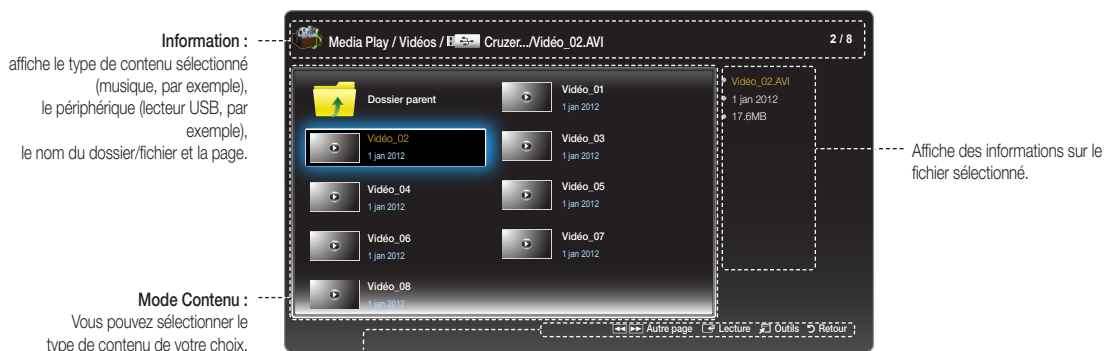 Information :
affiche le type de contenu sélectionné
(musique, par exemple),
le périphérique (lecteur USB, par
exemple),
le nom du dossier/fichier et la page.
Mode Contenu :
Vous pouvez sélectionner le
type de contenu de votre choix.
Media Play / Vidéos / Cruzer.../Vidéo_02.AVI
2 / 8
Dossier parent
Vidéo_01
1 jan 2012
Vidéo_02
1 jan 2012
Vidéo_03
1 jan 2012
Vidéo_04
1 jan 2012
Vidéo_05
1 jan 2012
Vidéo_06
1 jan 2012
Vidéo_07
1 jan 2012
Vidéo_08
1 jan 2012
Vidéo_02.AVI
1 jan 2012
17.6MB
Autre page Lecture Outils Retour
Affiche des informations sur le
fichier sélectionné.